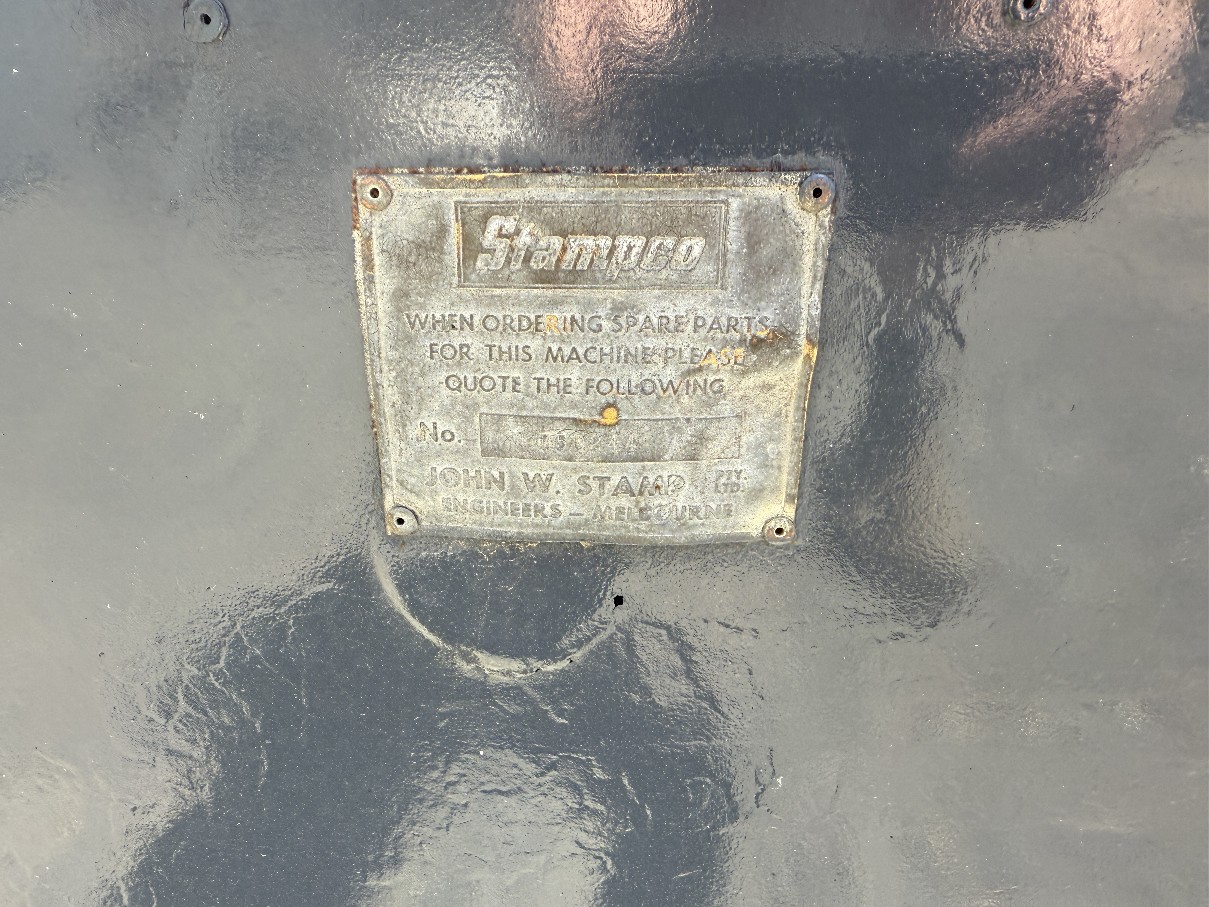 Stampco
WHEN ORDERING SPARE PARTS
FOR THIS MACHINE PLEASE
QUOTE THE FOLLOWING
No.
JOHN W. STAMP PTY. LTD.
ENGINEERS – MELBOURNE